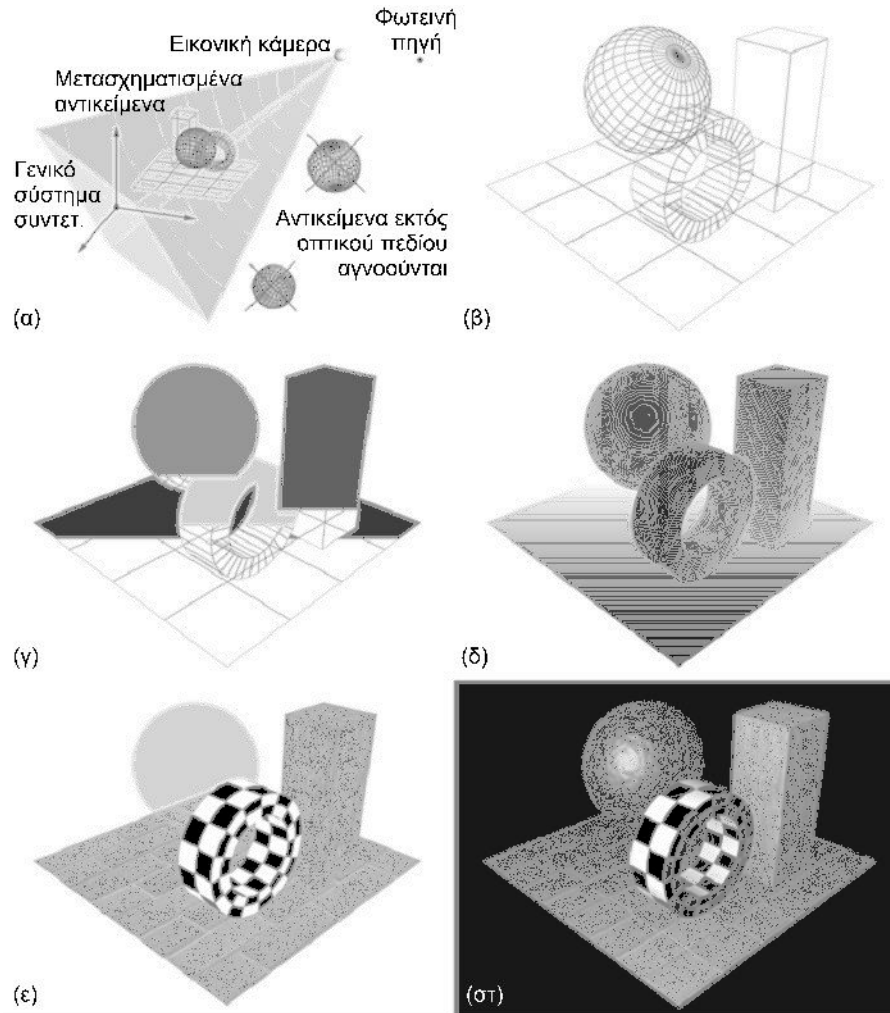 Εικονική κάμερα
Φωτεινή
πηγή
Μετασχηματισμένα
αντικείμενα
Γενικό
σύστημα
συντετ.
Αντικείμενα εκτός
οπτικού πεδίου
αγνοούνται
(α)
(β)
(γ)
(δ)
(ε)
(στ)